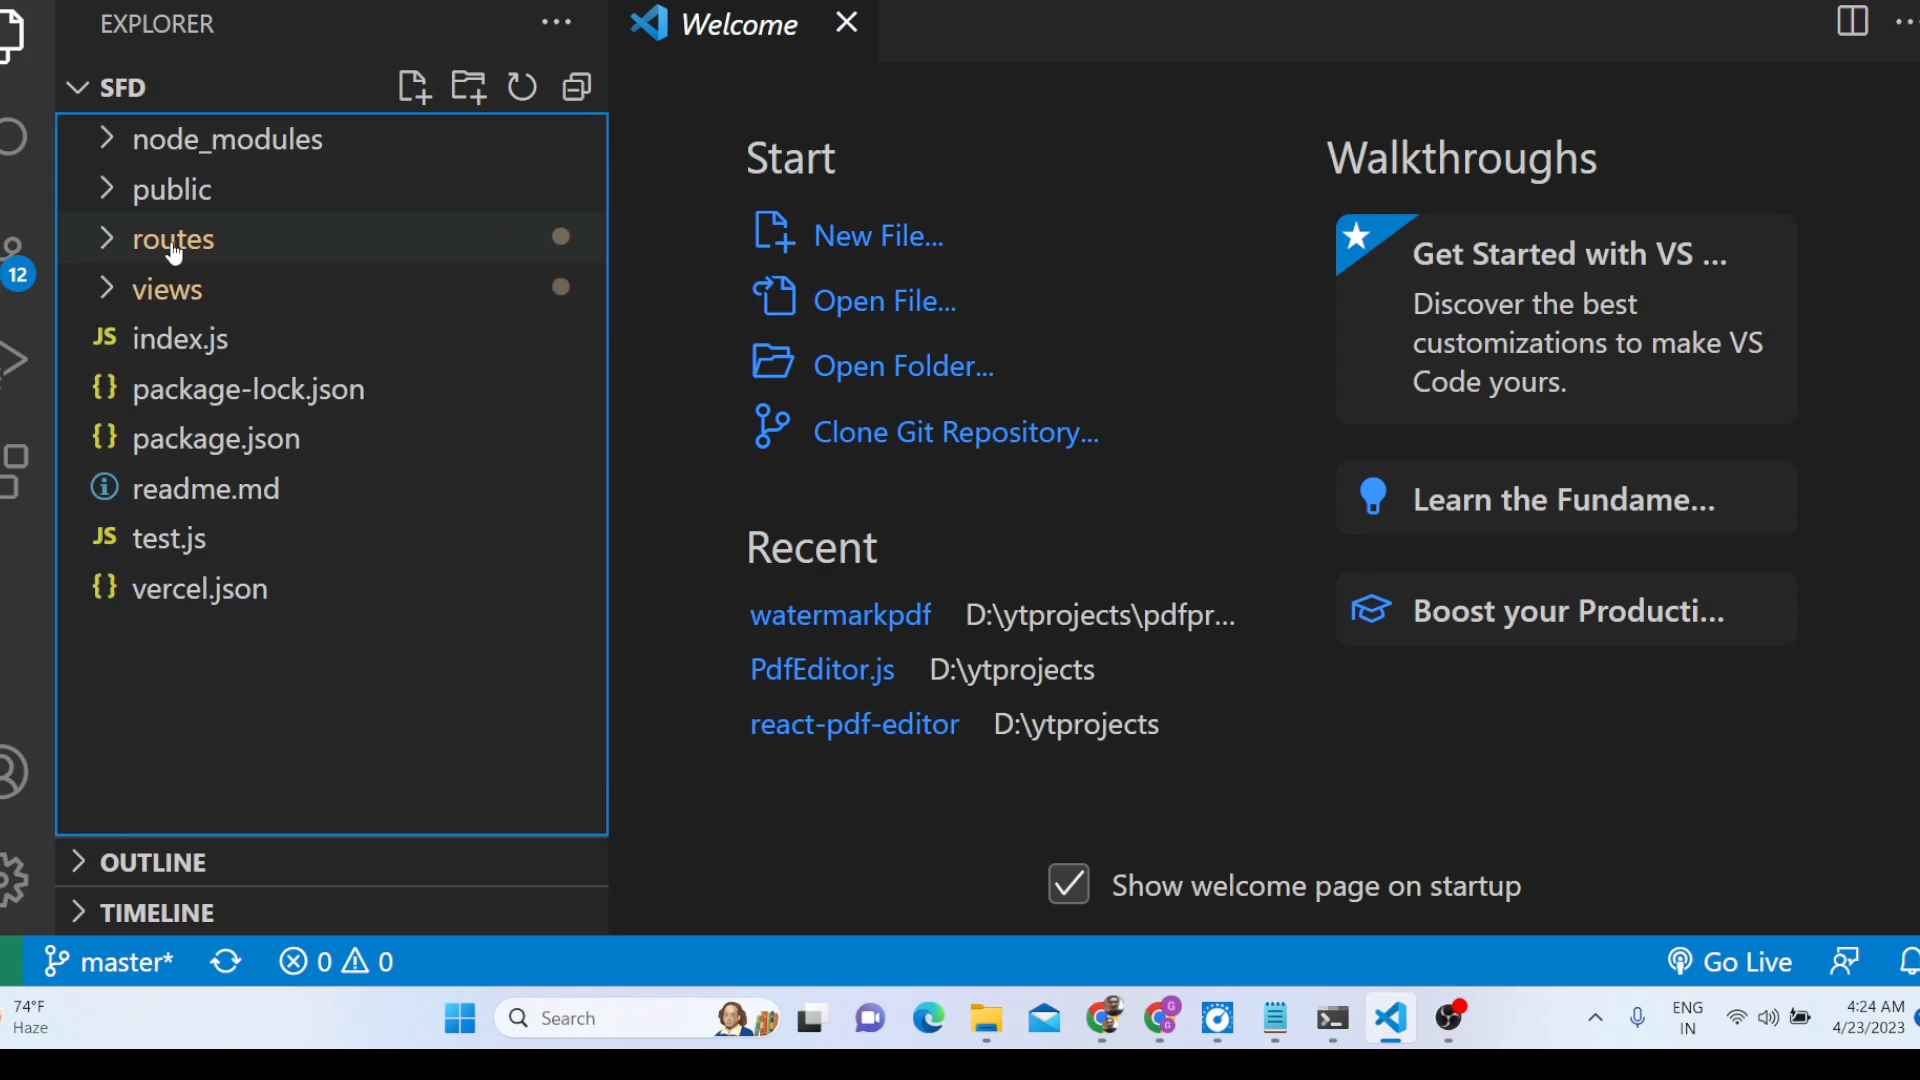 EXPLORER
SFD
node_modules
public
routes
views
JS index.js
{} package-lock.json
{} package.json
readme.md
JS test.js
{} vercel.json
OUTLINE
TIMELINE
12
Welcome
Start
New File...
Open File...
Open Folder...
Clone Git Repository...
Recent
watermarkpdf D:\ytprojects\pdfpr...
PdfEditor.js D:\ytprojects
react-pdf-editor D:\ytprojects
Walkthroughs
Get Started with VS ...
Discover the best
customizations to make VS
Code yours.
Learn the Fundame...
Boost your Producti...
Show welcome page on startup
master* 0 0 Go Live
74°F
Haze
Search
G
G
ENG
IN
4:24 AM
4/23/2023